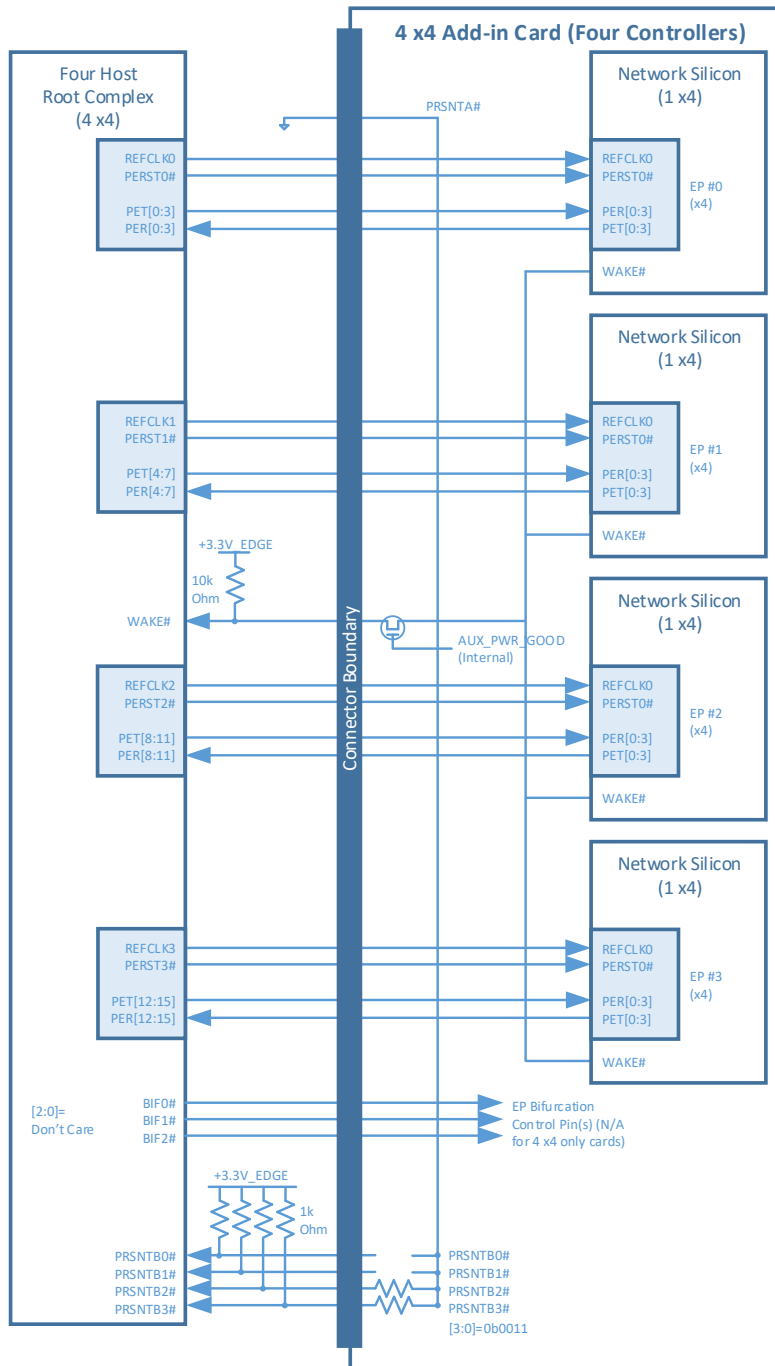 4 x4 Add-in Card (Four Controllers)
Four Host
Root Complex
(4 x4)
Network Silicon
(1 x4)
PRSNTA#
REFCLK0
PERST0#
PET[0:3]
PER[0:3]
REFCLK0
PERST0#
PER[0:3]
PET[0:3]
EP #0
(x4)
WAKE#
Network Silicon
(1 x4)
REFCLK1
PERST1#
PET[4:7]
PER[4:7]
REFCLK0
PERST0#
PER[0:3]
PET[0:3]
EP #1
(x4)
WAKE#
+3.3V_EDGE
10k
Ohm
WAKE#
Connector Boundary
AUX_PWR_GOOD
(Internal)
Network Silicon
(1 x4)
REFCLK2
PERST2#
PET[8:11]
PER[8:11]
REFCLK0
PERST0#
PER[0:3]
PET[0:3]
EP #2
(x4)
WAKE#
Network Silicon
(1 x4)
REFCLK3
PERST3#
PET[12:15]
PER[12:15]
REFCLK0
PERST0#
PER[0:3]
PET[0:3]
EP #3
(x4)
WAKE#
[2:0]=
Don't Care
BIF0#
BIF1#
BIF2#
EP Bifurcation
Control Pin(s) (N/A
for 4 x4 only cards)
+3.3V_EDGE
1k
Ohm
PRSNTB0#
PRSNTB1#
PRSNTB2#
PRSNTB3#
PRSNTB0#
PRSNTB1#
PRSNTB2#
PRSNTB3#
[3:0]=0b0011